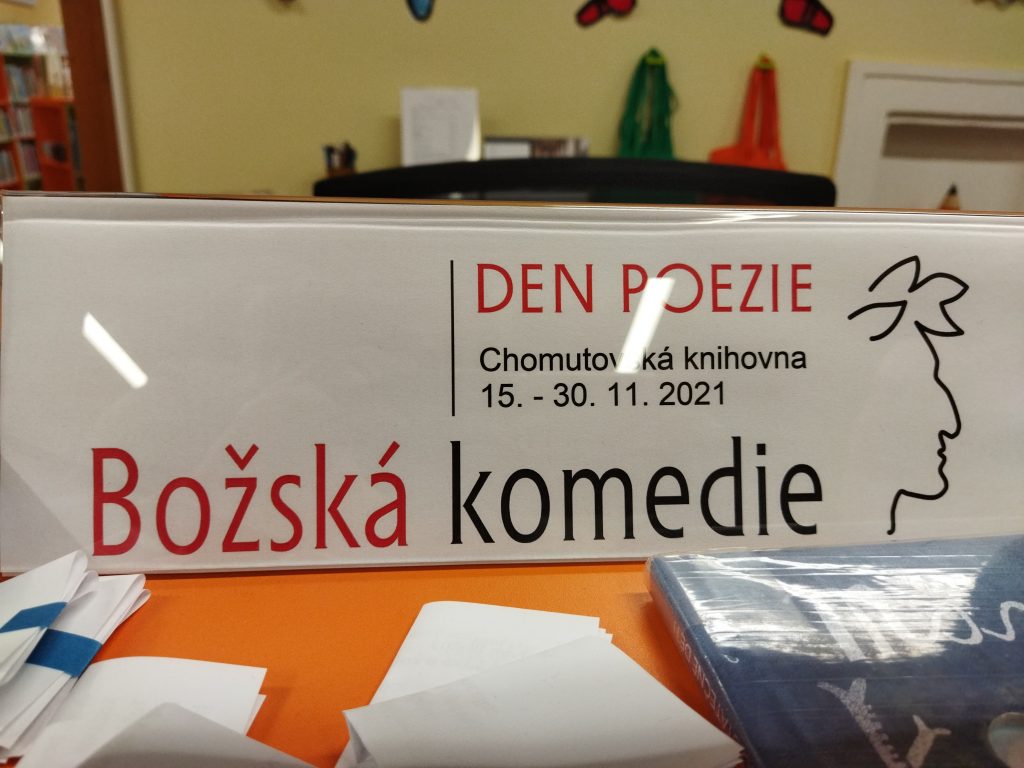 DEN POEZIE
Chomutovská knihovna
15. - 30. 11. 2021
Božská komedie